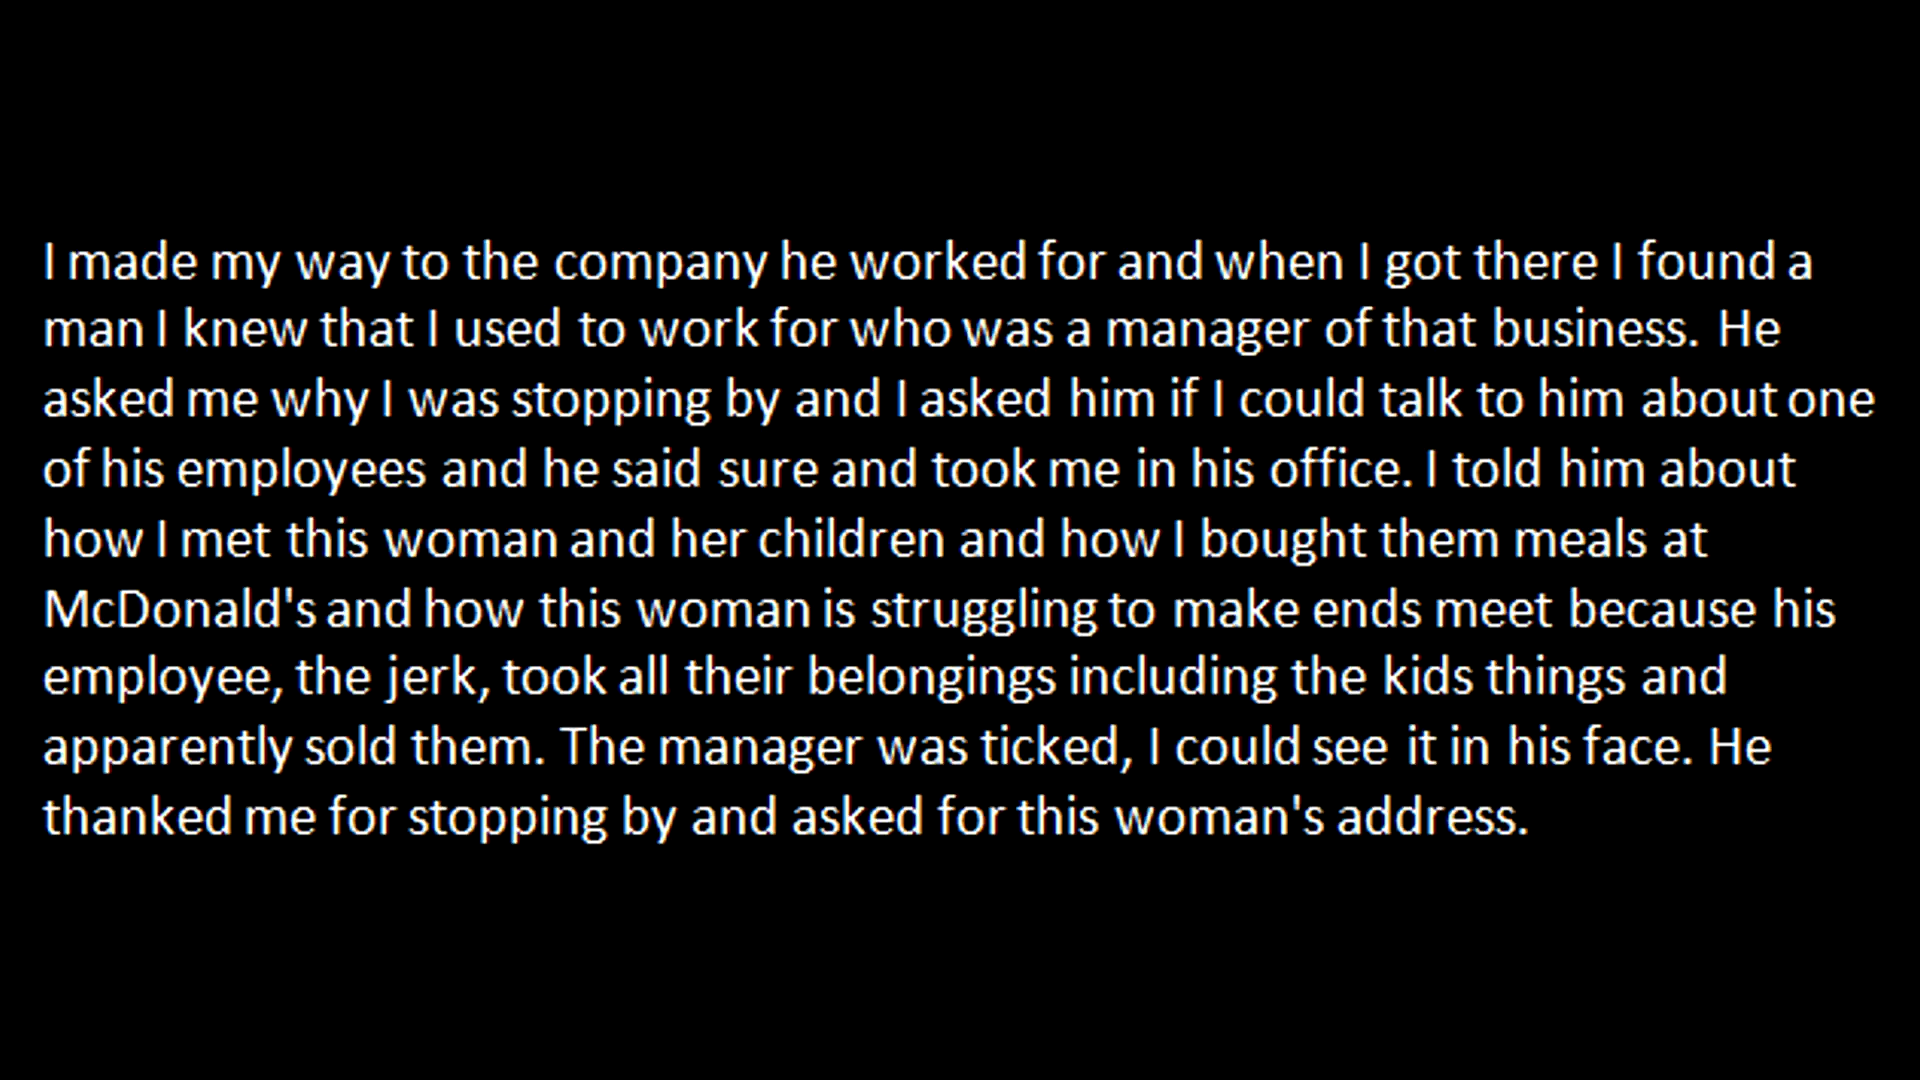 I made my way to the company he worked for and when I got there I found a
man I knew that I used to work for who was a manager of that business. He
asked me why I was stopping by and I asked him if I could talk to him about one
of his employees and he said sure and took me in his office. I told him about
how I met this woman and her children and how I bought them meals at
McDonald's and how this woman is struggling to make ends meet because his
employee, the jerk, took all their belongings including the kids things and
apparently sold them. The manager was ticked, I could see it in his face. He
thanked me for stopping by and asked for this woman's address.